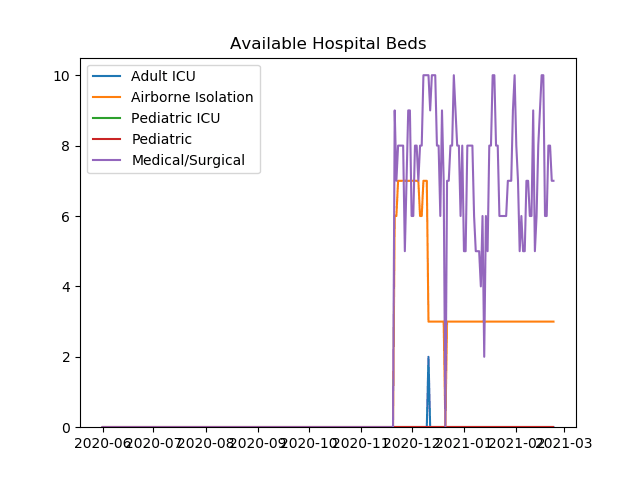 Available Hospital Beds
10
8
6
4
2
0
Adult ICU
Airborne Isolation
Pediatric ICU
Pediatric
Medical/Surgical
2020-06 2020-07 2020-08 2020-09 2020-10 2020-11 2020-12 2021-01 2021-02 2021-03